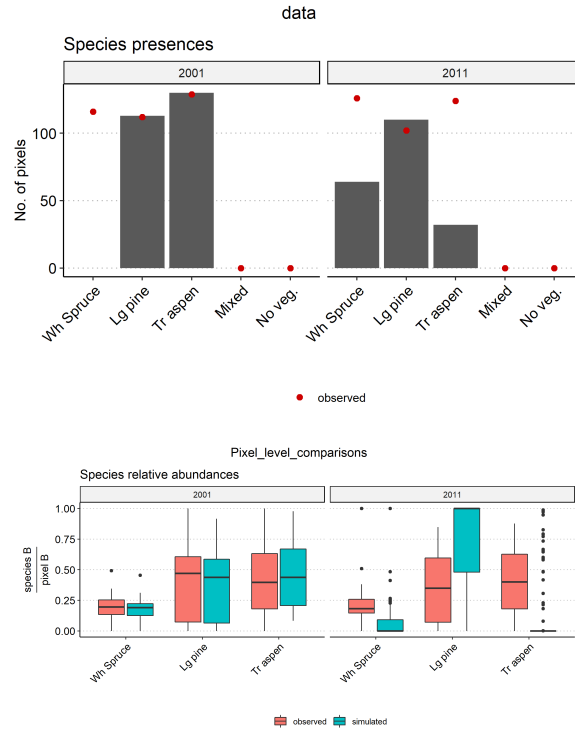 data
Species presences
2001
2011
No. of pixels
100
50
0
Wh Spruce
Lg pine
Tr aspen
Mixed
No veg.
Wh Spruce
Lg pine
Tr aspen
Mixed
No veg.
observed
Pixel_level_comparisons
Species relative abundances
2001
2011
species B
pixel B
1.00
0.75
0.50
0.25
0.00
Wh Spruce
Lg pine
Tr aspen
Wh Spruce
Lg pine
Tr aspen
observed simulated